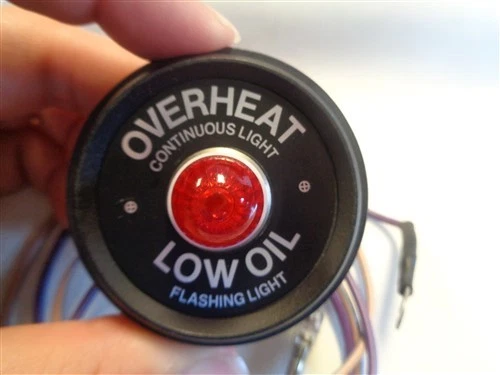 OVERHEAT
CONTINUOUS LIGHT
LOW OIL
FLASHING LIGHT